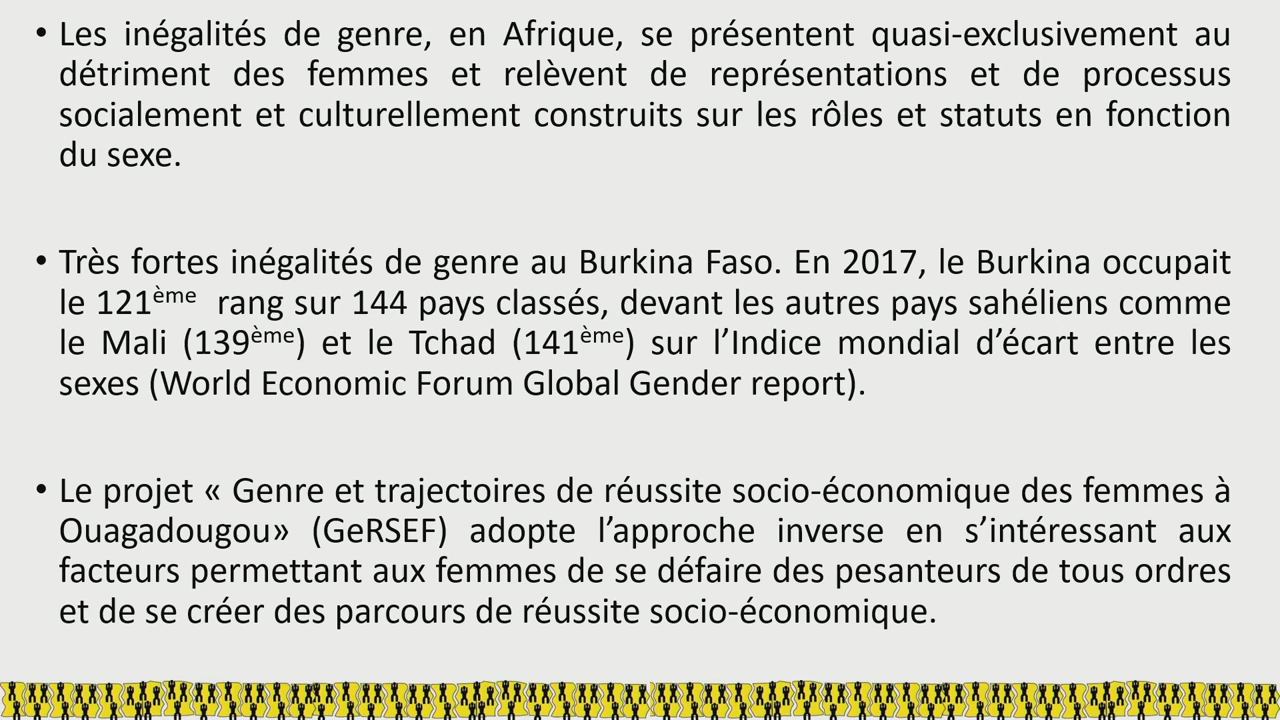 • Les inégalités de genre, en Afrique, se présentent quasi-exclusivement au
détriment des femmes et relèvent de représentations et de processus
socialement et culturellement construits sur les rôles et statuts en fonction
du sexe.
• Très fortes inégalités de genre au Burkina Faso. En 2017, le Burkina occupait
le 121ème rang sur 144 pays classés, devant les autres pays sahéliens comme
le Mali (139ème) et le Tchad (141ème) sur l’Indice mondial d’écart entre les
sexes (World Economic Forum Global Gender report).
• Le projet « Genre et trajectoires de réussite socio-économique des femmes à
Ouagadougou» (GeRSEF) adopte l’approche inverse en s’intéressant aux
facteurs permettant aux femmes de se défaire des pesanteurs de tous ordres
et de se créer des parcours de réussite socio-économique.